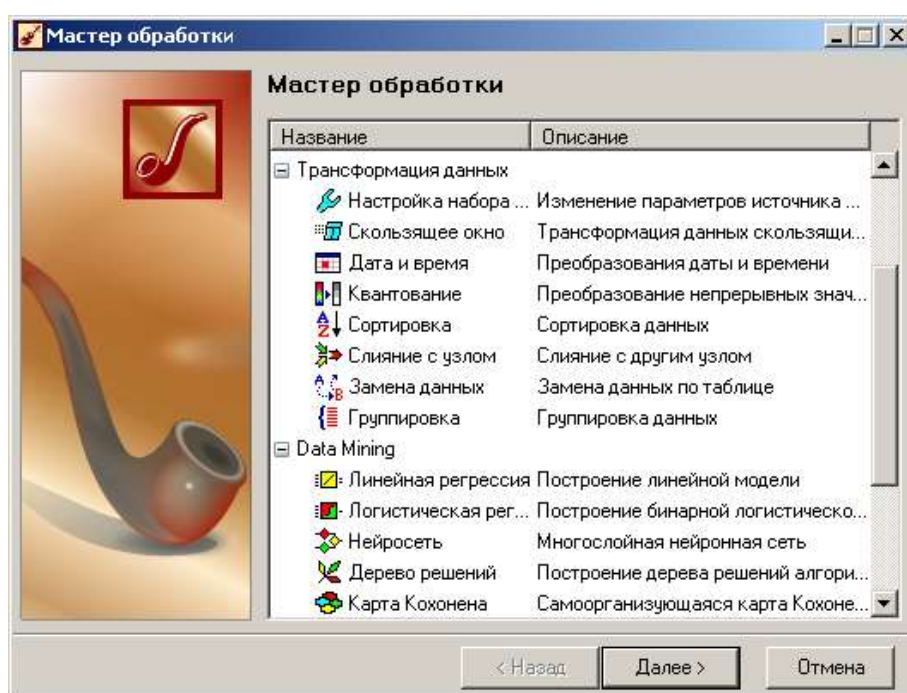 Мастер обработки
Мастер обработки
Название Описание
Трансформация данных
Настройка набора ... Изменение параметров источника ...
Скользящее окно Трансформация данных скользящи...
Дата и время Преобразования даты и времени
Квантование Преобразование непрерывных знач...
Сортировка Сортировка данных
Слияние с узлом Слияние с другим узлом
Замена данных Замена данных по таблице
Группировка Группировка данных
Data Mining
Линейная регрессия Построение линейной модели
Логистическая рег... Построение бинарной логистическо...
Нейросеть Многослойная нейронная сеть
Дерево решений Построение дерева решений алгори...
Карта Кохонена Самоорганизующаяся карта Кохоне...
< Назад Далее > Отмена